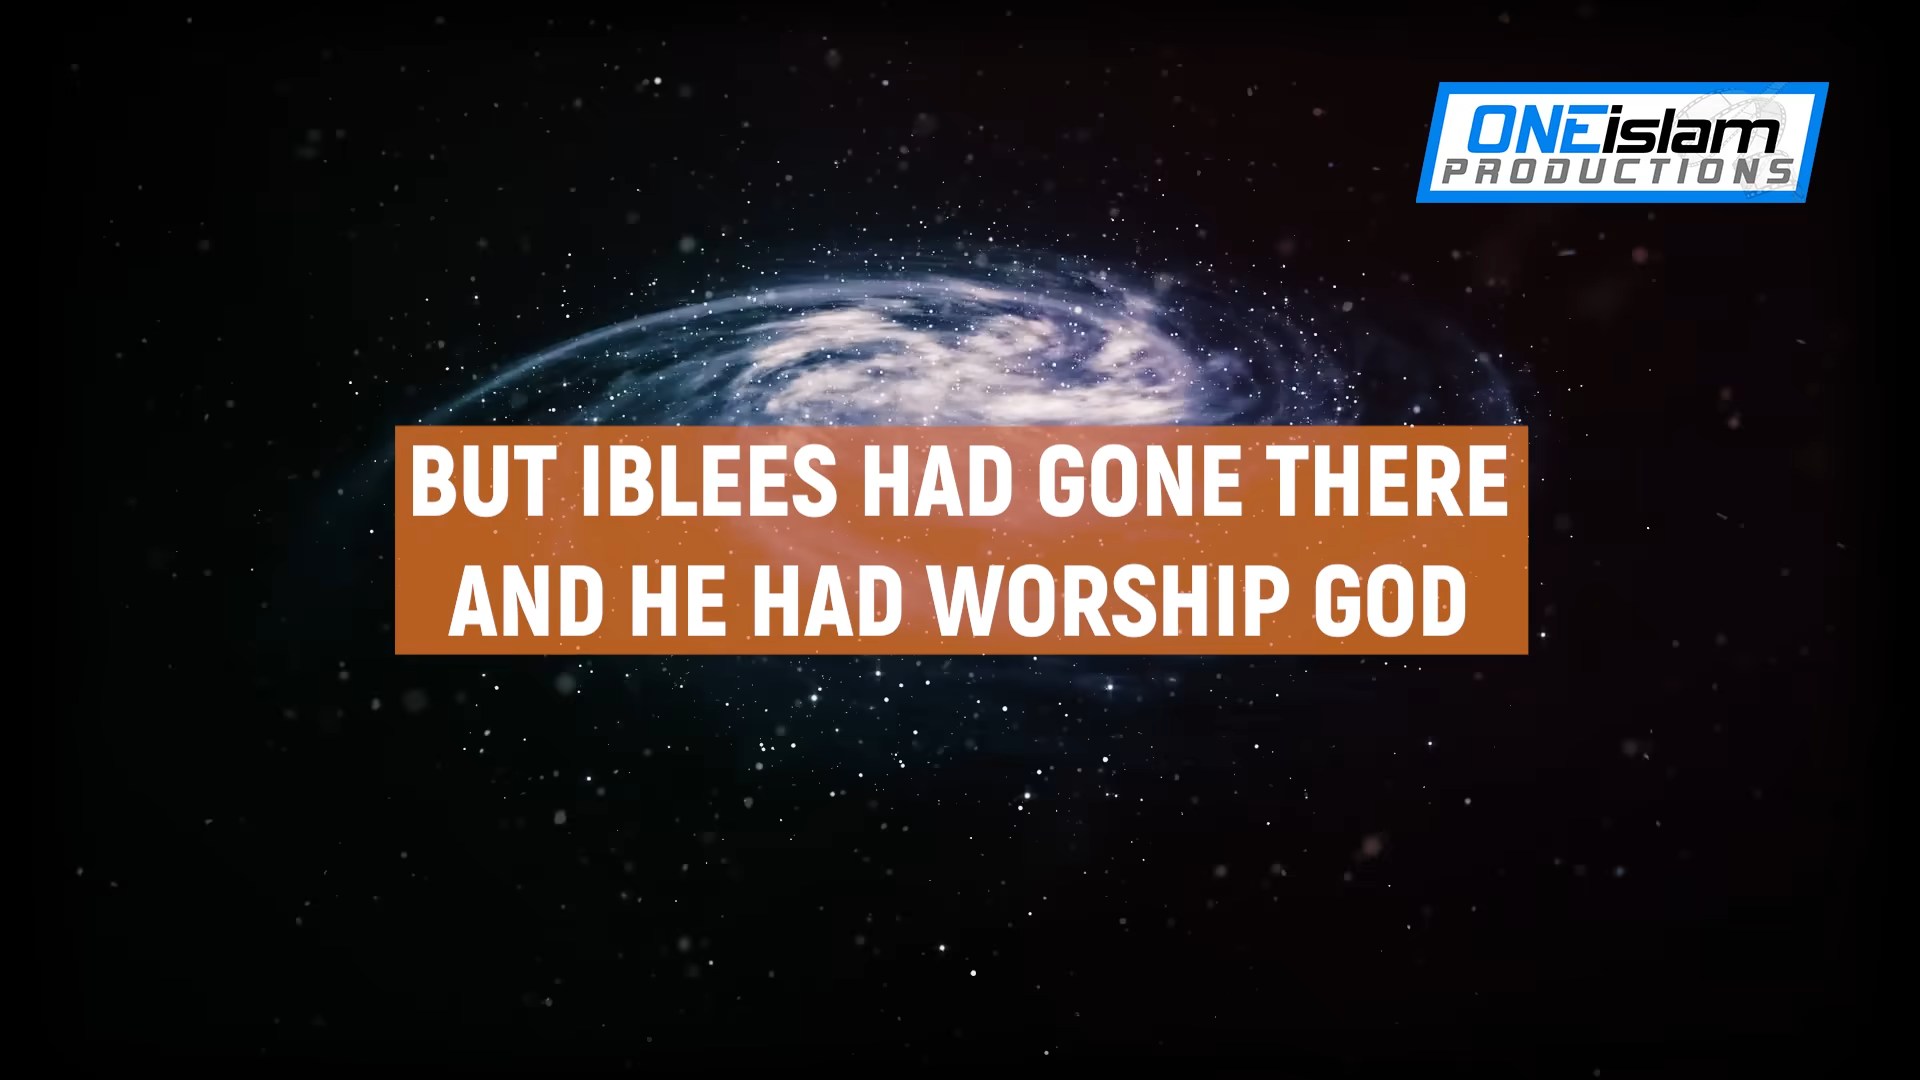 ONEislam
PRODUCTIONS
BUT IBLEES HAD GONE THERE
AND HE HAD WORSHIP GOD